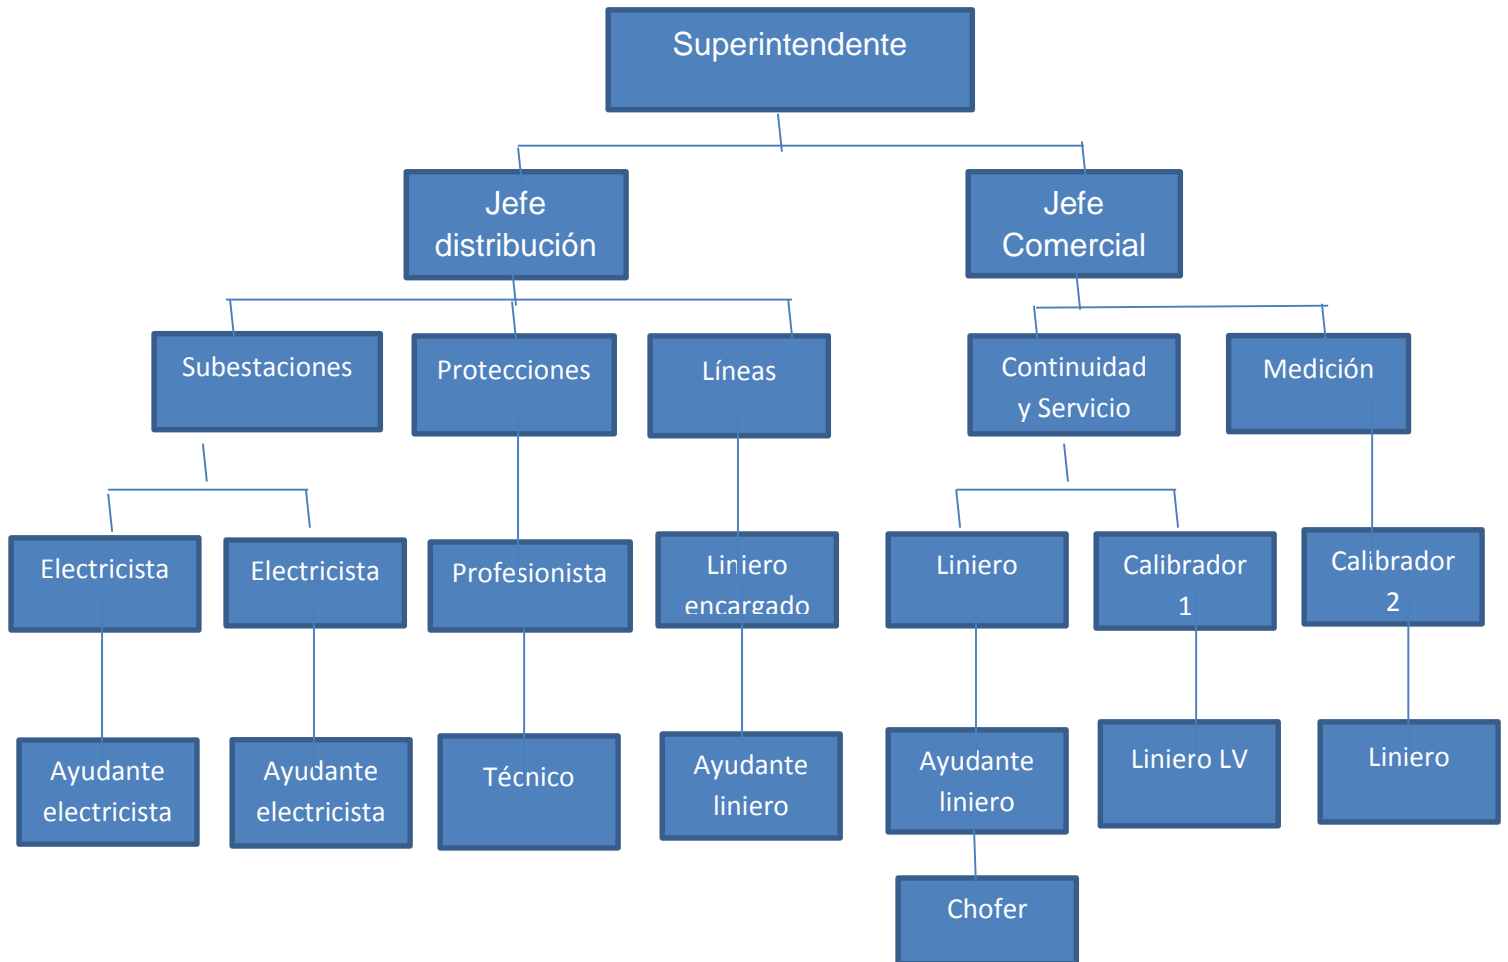 Superintendente
Jefe
distribución
Jefe
Comercial
Subestaciones
Protecciones
Líneas
Continuidad
y Servicio
Medición
Electricista
Electricista
Profesionista
Liniero
encargado
Liniero
Calibrador
1
Calibrador
2
Ayudante
electricista
Ayudante
electricista
Técnico
Ayudante
liniero
Ayudante
liniero
Liniero LV
Liniero
Chofer